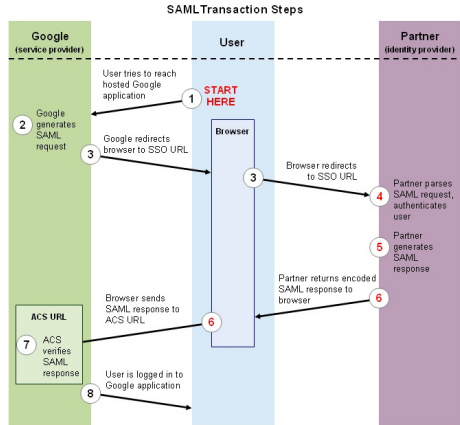 SAML Transaction Steps
Google
(service provider)
User
Partner
(identity provider)
User tries to reach
hosted Google
application
1
START
HERE
2
Google
generates
SAML
request
3
Google redirects
browser to SSO URL
Browser
3
Browser redirects
to SSO URL
4
Partner parses
SAML request,
authenticates
user
5
Partner
generates
SAML
response
Partner returns encoded
SAML response to
browser
6
Browser sends
SAML response to
ACS URL
6
ACS URL
7
ACS
verifies
SAML
response
8
User is logged in to
Google application